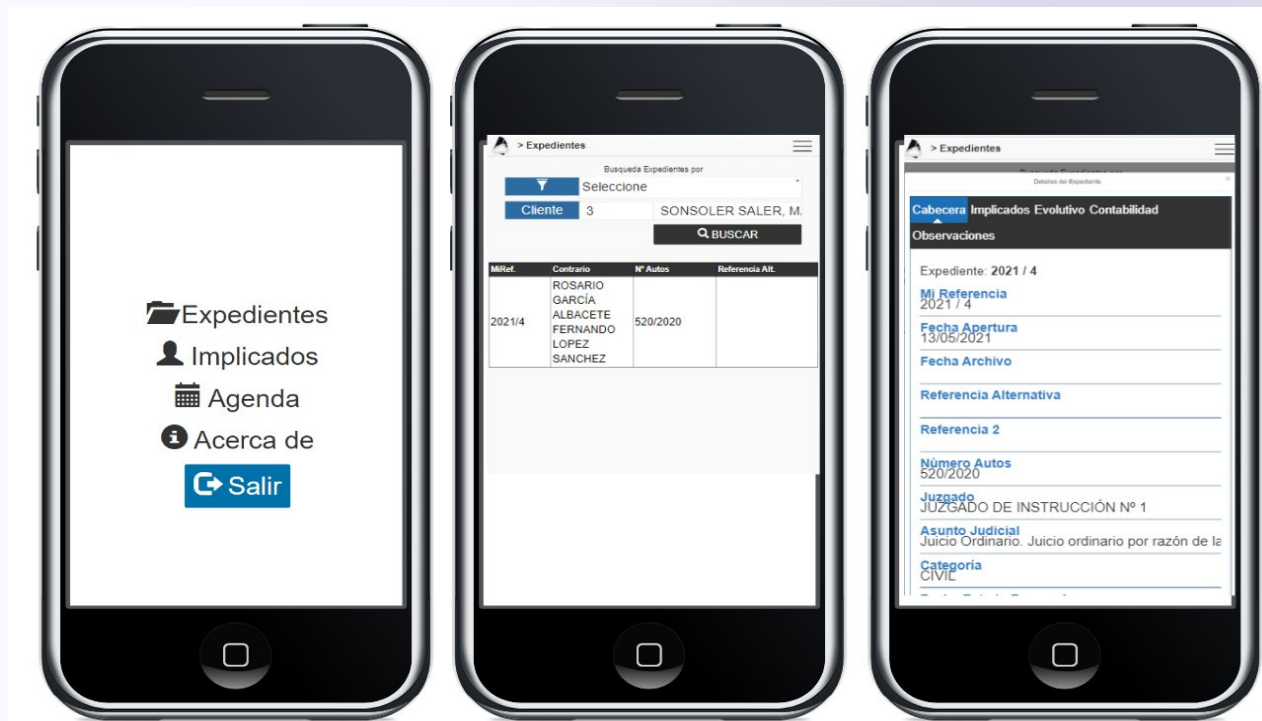 Expedientes
Implicados
Agenda
Acerca de
Salir
> Expedientes
Busqueda Expedientes por
Seleccione
Cliente 3 SONSOLER SALER, M.
BUSCAR
MiRef. Contrario Nº Autos Referencia Alt.
ROSARIO
GARCÍA
ALBACETE
2021/4 FERNANDO 520/2020
LOPEZ
SANCHEZ
> Expedientes
Detalles del Expediente
Cabecera Implicados Evolutivo Contabilidad
Observaciones
Expediente: 2021 / 4
Mi Referencia
2021 / 4
Fecha Apertura
13/05/2021
Fecha Archivo
Referencia Alternativa
Referencia 2
Número Autos
520/2020
Juzgado
JUZGADO DE INSTRUCCIÓN Nº 1
Asunto Judicial
Juicio Ordinario. Juicio ordinario por razón de la
Categoría
CIVIL